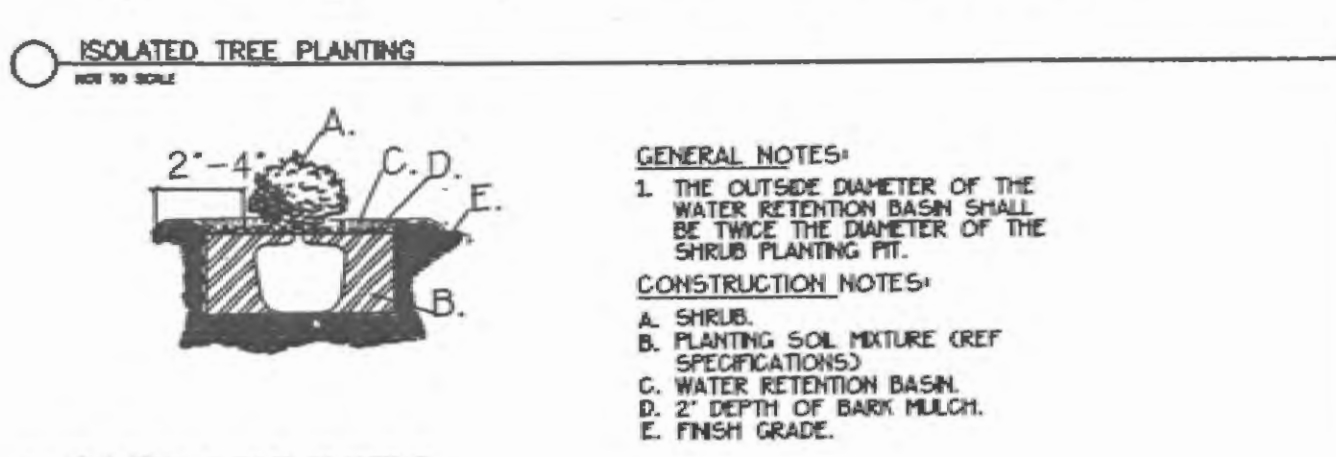 ISOLATED TREE PLANTING
NOT TO SCALE
A.
2"-4"
C. D.
E.
B.
GENERAL NOTES:
1. THE OUTSIDE DIAMETER OF THE
WATER RETENTION BASIN SHALL
BE TWICE THE DIAMETER OF THE
SHRUB PLANTING PIT.
CONSTRUCTION NOTES:
A. SHRUB.
B. PLANTING SOIL MIXTURE (REF
SPECIFICATIONS)
C. WATER RETENTION BASIN.
D. 2" DEPTH OF BARK MULCH.
E. FINISH GRADE.